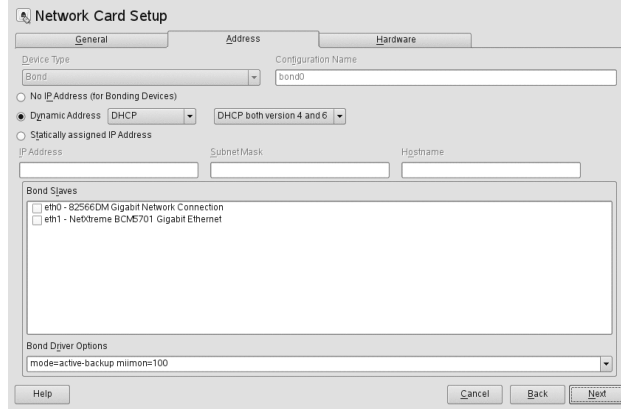 Network Card Setup
General Address Hardware
Device Type Configuration Name
Bond bond0
No IP Address (for Bonding Devices)
Dynamic Address DHCP DHCP both version 4 and 6
Statically assigned IP Address
IP Address Subnet Mask Hostname
Bond Slaves
eth0 - 82566DM Gigabit Network Connection
eth1 - NetXtreme BCM5701 Gigabit Ethernet
Bond Driver Options
mode=active-backup miimon=100
Help Cancel Back Next